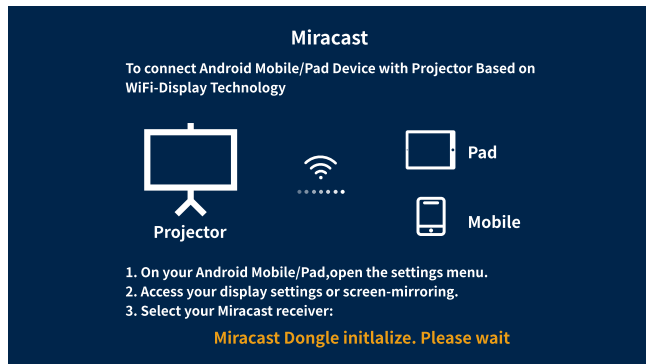 Miracast
To connect Android Mobile/Pad Device with Projector Based on
WiFi-Display Technology
Pad
Projector
Mobile
1. On your Android Mobile/Pad,open the settings menu.
2. Access your display settings or screen-mirroring.
3. Select your Miracast receiver:
Miracast Dongle initlalize. Please wait